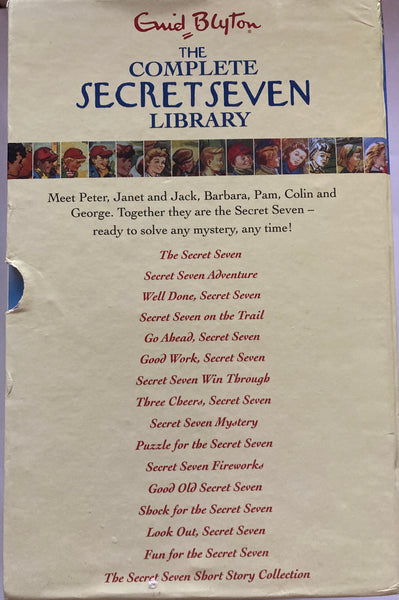 Enid Blyton
THE
COMPLETE
SECRET SEVEN
LIBRARY
Meet Peter, Janet and Jack, Barbara, Pam, Colin and
George. Together they are the Secret Seven –
ready to solve any mystery, any time!
The Secret Seven
Secret Seven Adventure
Well Done, Secret Seven
Secret Seven on the Trail
Go Ahead, Secret Seven
Good Work, Secret Seven
Secret Seven Win Through
Three Cheers, Secret Seven
Secret Seven Mystery
Puzzle for the Secret Seven
Secret Seven Fireworks
Good Old Secret Seven
Shock for the Secret Seven
Look Out, Secret Seven
Fun for the Secret Seven
The Secret Seven Short Story Collection